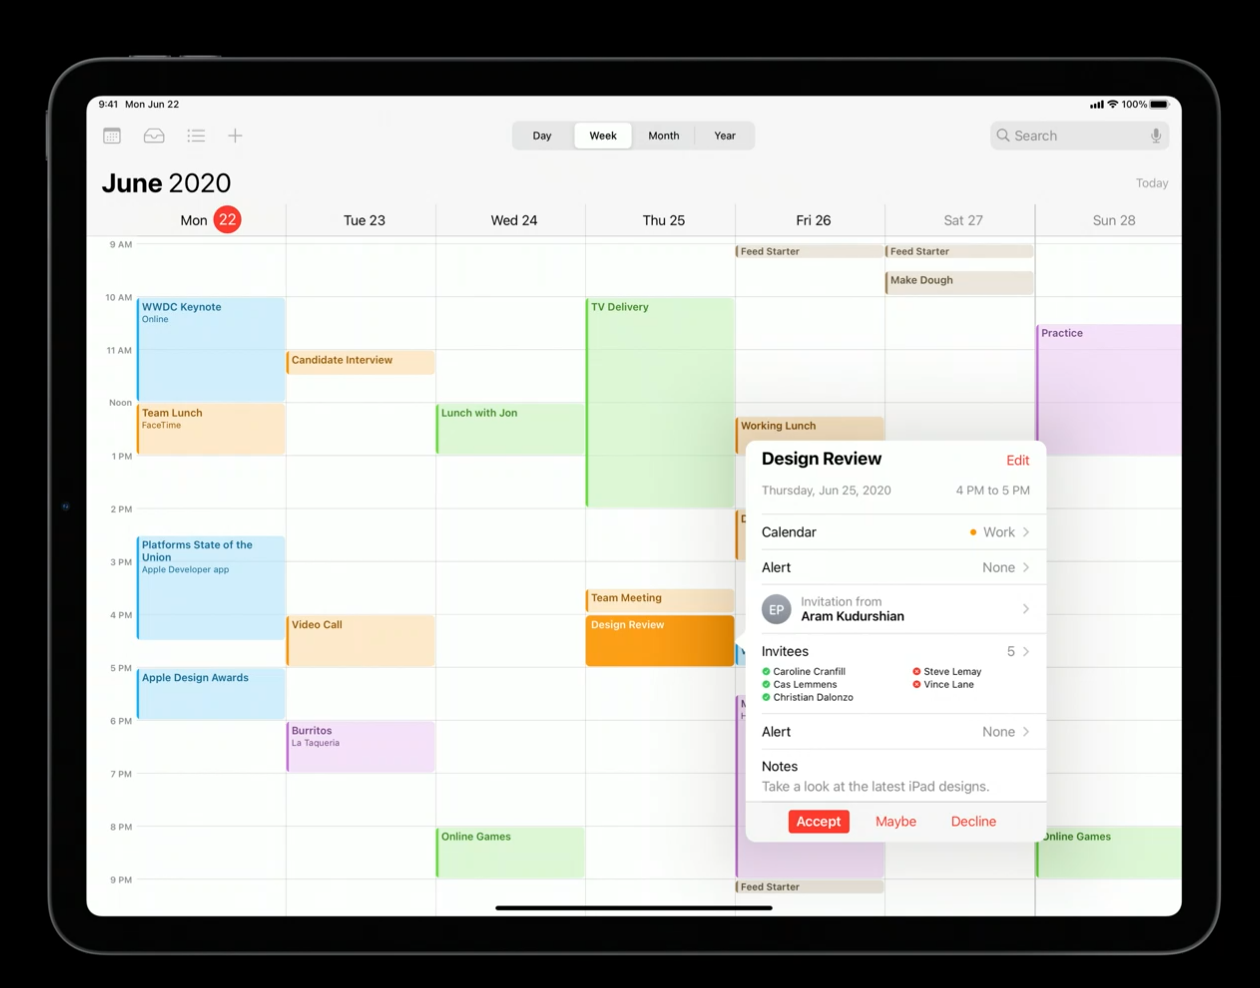 9:41 Mon Jun 22
100%
Day Week Month Year
Search
June 2020
Today
Mon 22 Tue 23 Wed 24 Thu 25 Fri 26 Sat 27 Sun 28
9 AM
Feed Starter
Feed Starter
Make Dough
10 AM
WWDC Keynote
Online
TV Delivery
Practice
11 AM
Candidate Interview
Noon
Team Lunch
FaceTime
Lunch with Jon
Working Lunch
1 PM
Design Review Edit
Thursday, Jun 25, 2020 4 PM to 5 PM
Calendar Work
Alert None
EP
Invitation from
Aram Kudurshian
Invitees 5
Caroline Cranfill Steve Lemay
Cas Lemmens Vince Lane
Christian Dalonzo
Alert None
Notes
Take a look at the latest iPad designs.
Accept Maybe Decline
2 PM
Platforms State of the
Union
Apple Developer app
3 PM
Team Meeting
4 PM
Video Call
Design Review
5 PM
Apple Design Awards
6 PM
Burritos
La Taqueria
7 PM
8 PM
Online Games
Online Games
9 PM
Feed Starter